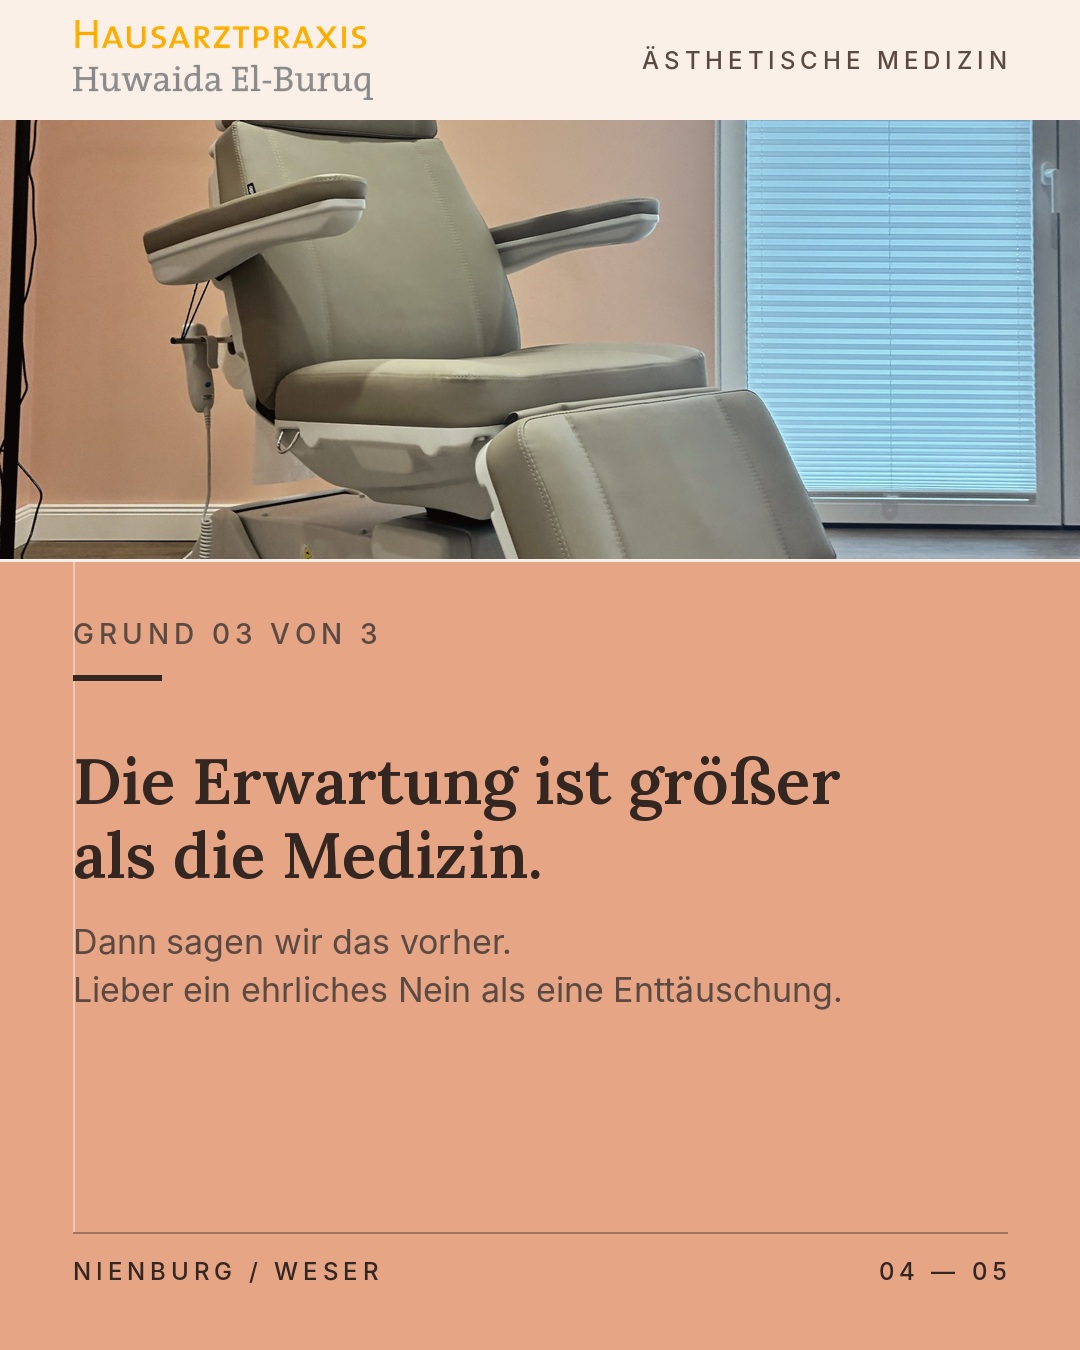 HAUSARZTPRAXIS
Huwaida El-Buruq
ÄSTHETISCHE MEDIZIN
GRUND 03 VON 3
Die Erwartung ist größer
als die Medizin.
Dann sagen wir das vorher.
Lieber ein ehrliches Nein als eine Enttäuschung.
NIENBURG / WESER
04 — 05